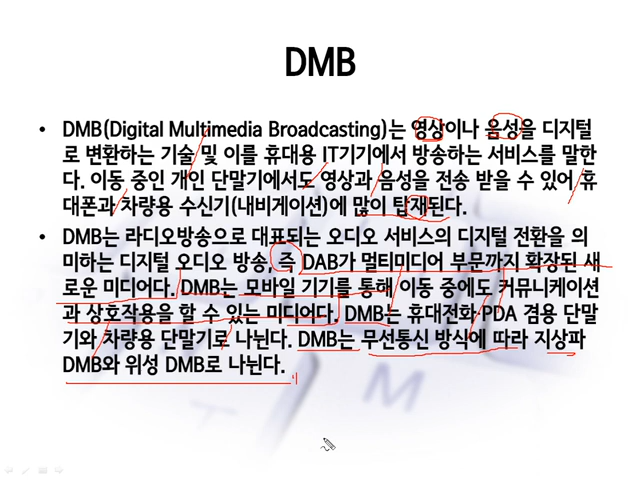 DMB
• DMB(Digital Multimedia Broadcasting)는 영상이나 음성을 디지털
로 변환하는 기술 및 이를 휴대용 IT기기에서 방송하는 서비스를 말한
다. 이동 중인 개인 단말기에서도 영상과 음성을 전송 받을 수 있어 휴
대폰과 차량용 수신기(내비게이션)에 많이 탑재된다.
• DMB는 라디오방송으로 대표되는 오디오 서비스의 디지털 전환을 의
미하는 디지털 오디오 방송, 즉 DAB가 멀티미디어 부문까지 확장된 새
로운 미디어다. DMB는 모바일 기기를 통해 이동 중에도 커뮤니케이션
과 상호작용을 할 수 있는 미디어다. DMB는 휴대전화·PDA 겸용 단말
기와 차량용 단말기로 나뉜다. DMB는 무선통신 방식에 따라 지상파
DMB와 위성 DMB로 나뉜다.
M